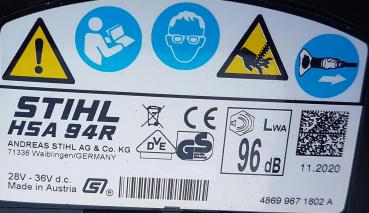 STIHL
HSA 94R
ANDREAS STIHL AG & Co. KG
71336 Waiblingen/GERMANY
28V - 36V d.c.
Made in Austria
CE
DVE
GS
LWA
96 dB
11.2020
4869 967 1802 A